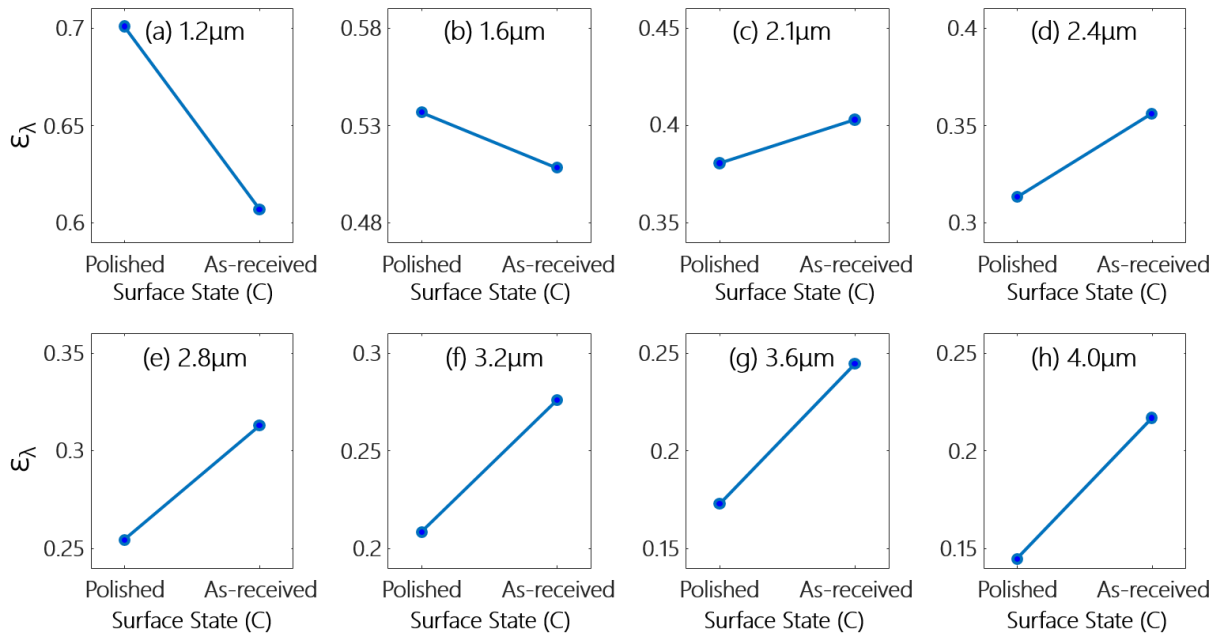 (a) 1.2μm
(b) 1.6μm
(c) 2.1μm
(d) 2.4μm
0.7
0.65
0.6
0.58
0.53
0.48
0.45
0.4
0.35
0.4
0.35
0.3
ελ
Polished As-received
Polished As-received
Polished As-received
Polished As-received
Surface State (C)
Surface State (C)
Surface State (C)
Surface State (C)
(e) 2.8μm
(f) 3.2μm
(g) 3.6μm
(h) 4.0μm
0.35
0.3
0.25
0.3
0.25
0.2
0.25
0.2
0.15
0.25
0.2
0.15
ελ
Polished As-received
Polished As-received
Polished As-received
Polished As-received
Surface State (C)
Surface State (C)
Surface State (C)
Surface State (C)